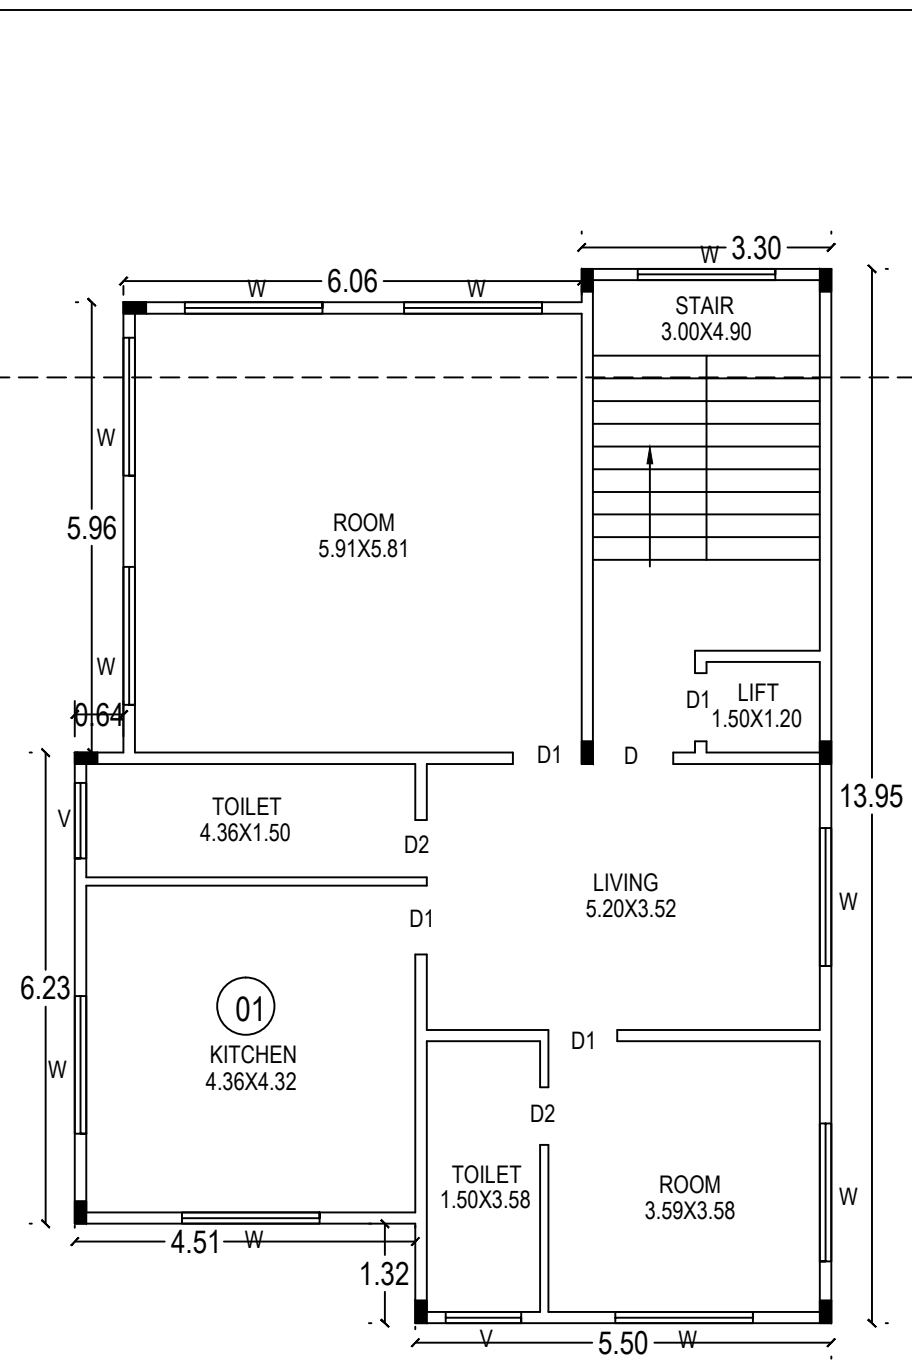 3.30
W
6.06
W
W
STAIR
3.00X4.90
W
5.96
ROOM
5.91X5.81
W
0.64
D1
LIFT
1.50X1.20
D1
D
13.95
V
TOILET
4.36X1.50
D2
LIVING
5.20X3.52
W
D1
6.23
01
KITCHEN
4.36X4.32
W
D1
D2
TOILET
1.50X3.58
ROOM
3.59X3.58
W
4.51
W
1.32
V
5.50
W